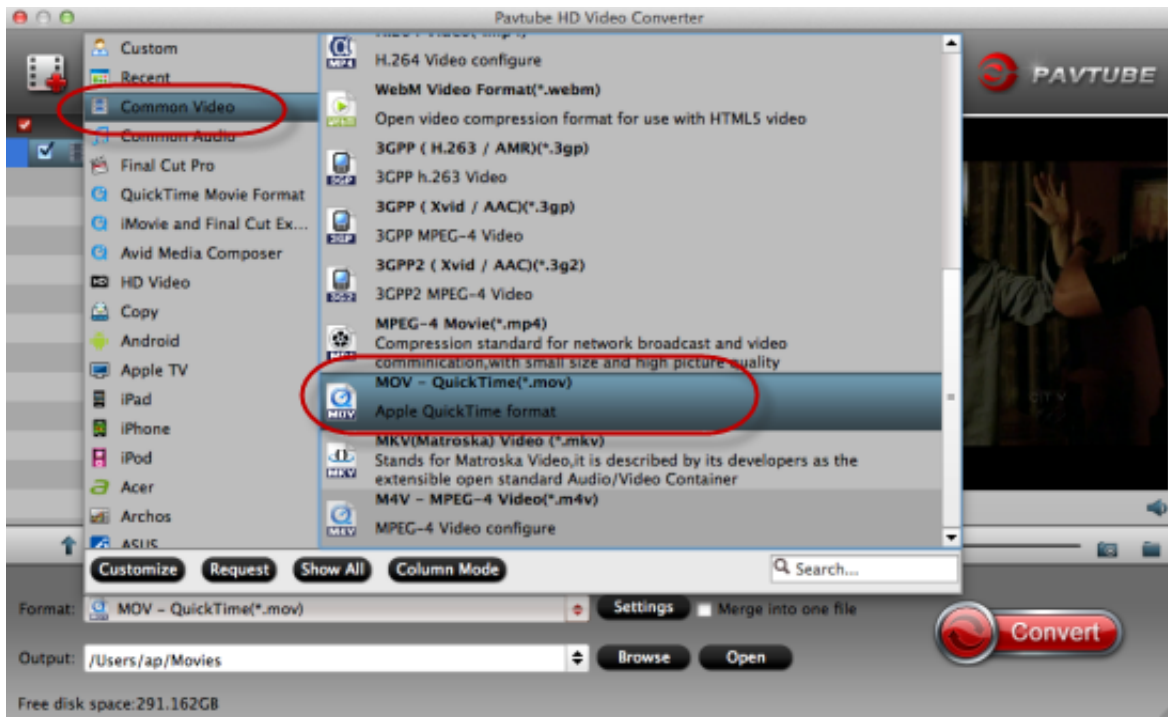 Pavtube HD Video Converter
PAVTUBE
Custom
Recent
Common Video
Common Audio
Final Cut Pro
QuickTime Movie Format
iMovie and Final Cut Ex...
Avid Media Composer
HD Video
Copy
Android
Apple TV
iPad
iPhone
iPod
Acer
Archos
ASUS
MP4
H.264 Video configure
WebM Video Format(*.webm)
Open video compression format for use with HTML5 video
3GPP ( H.263 / AMR)(*.3gp)
3GP
3GPP h.263 Video
3GPP ( Xvid / AAC)(*.3gp)
3GP
3GPP MPEG-4 Video
3GPP2 ( Xvid / AAC)(*.3g2)
3G2
3GPP2 MPEG-4 Video
MPEG-4 Movie(*.mp4)
Compression standard for network broadcast and video
comminication,with small size and high picture quality
MOV - QuickTime(*.mov)
MOV
Apple QuickTime format
MKV(Matroska) Video (*.mkv)
MKV
Stands for Matroska Video,it is described by its developers as the
extensible open standard Audio/Video Container
M4V - MPEG-4 Video(*.m4v)
MPEG-4 Video configure
Customize Request Show All Column Mode Search...
Format: MOV - QuickTime(*.mov) Settings Merge into one file
Convert
Output: /Users/ap/Movies Browse Open
Free disk space:291.162GB